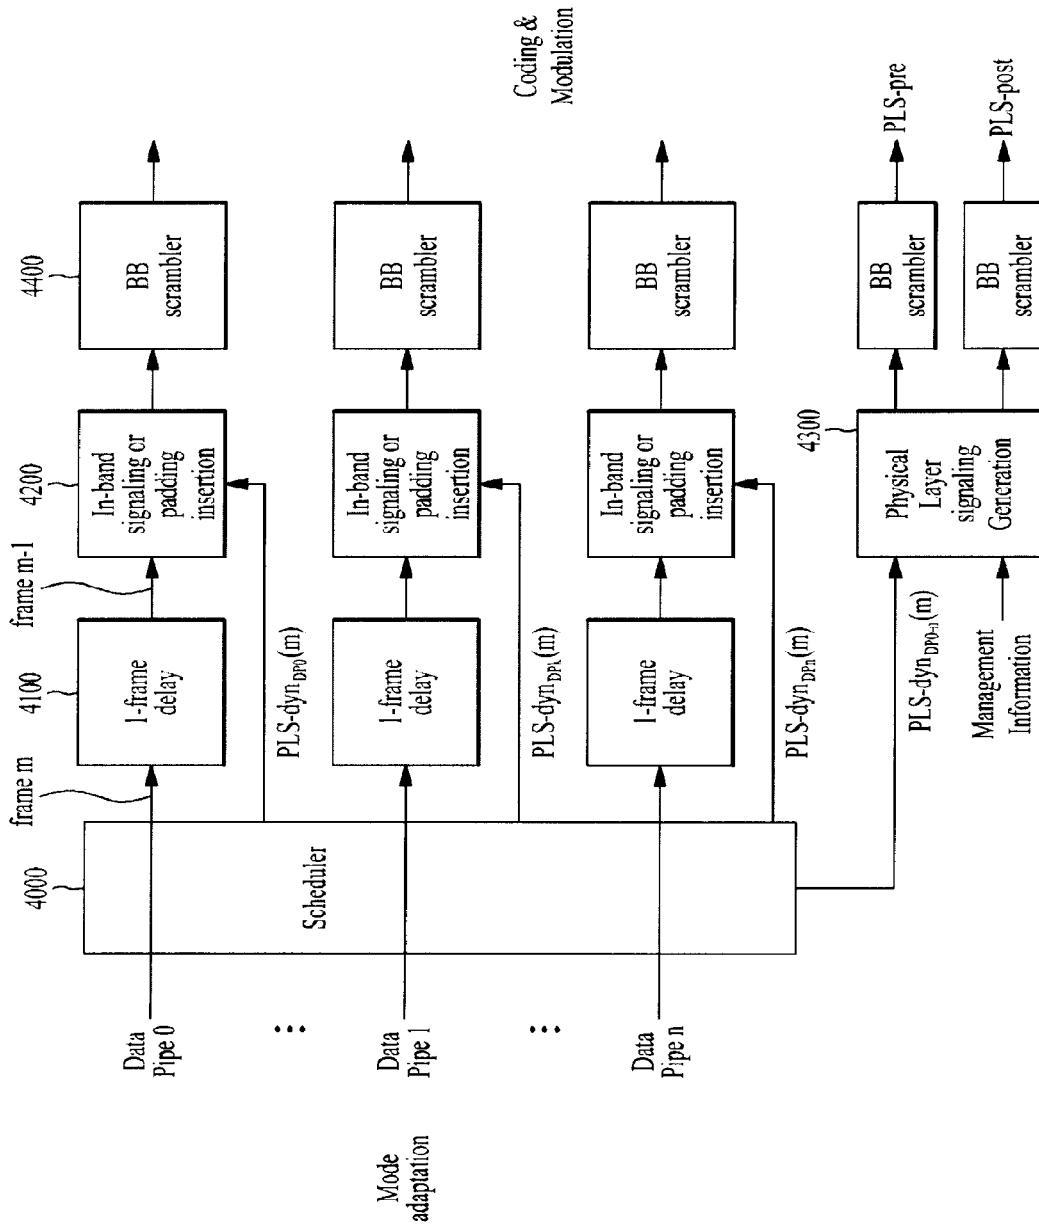 4000
frame m
4100
frame m-1
4200
4400
Data
Pipe 0
1-frame
delay
In-band
signaling or
padding
insertion
BB
scrambler
PLS-dyn_DP0(m)
Mode
adaptation
Data
Pipe 1
Scheduler
1-frame
delay
In-band
signaling or
padding
insertion
BB
scrambler
Coding &
Modulation
PLS-dyn_DP1(m)
Data
Pipe n
1-frame
delay
In-band
signaling or
padding
insertion
BB
scrambler
PLS-dyn_DPn(m)
4300
PLS-dyn_DP0~n(m)
Management
Information
Physical
Layer
signaling
Generation
BB
scrambler
PLS-pre
BB
scrambler
PLS-post